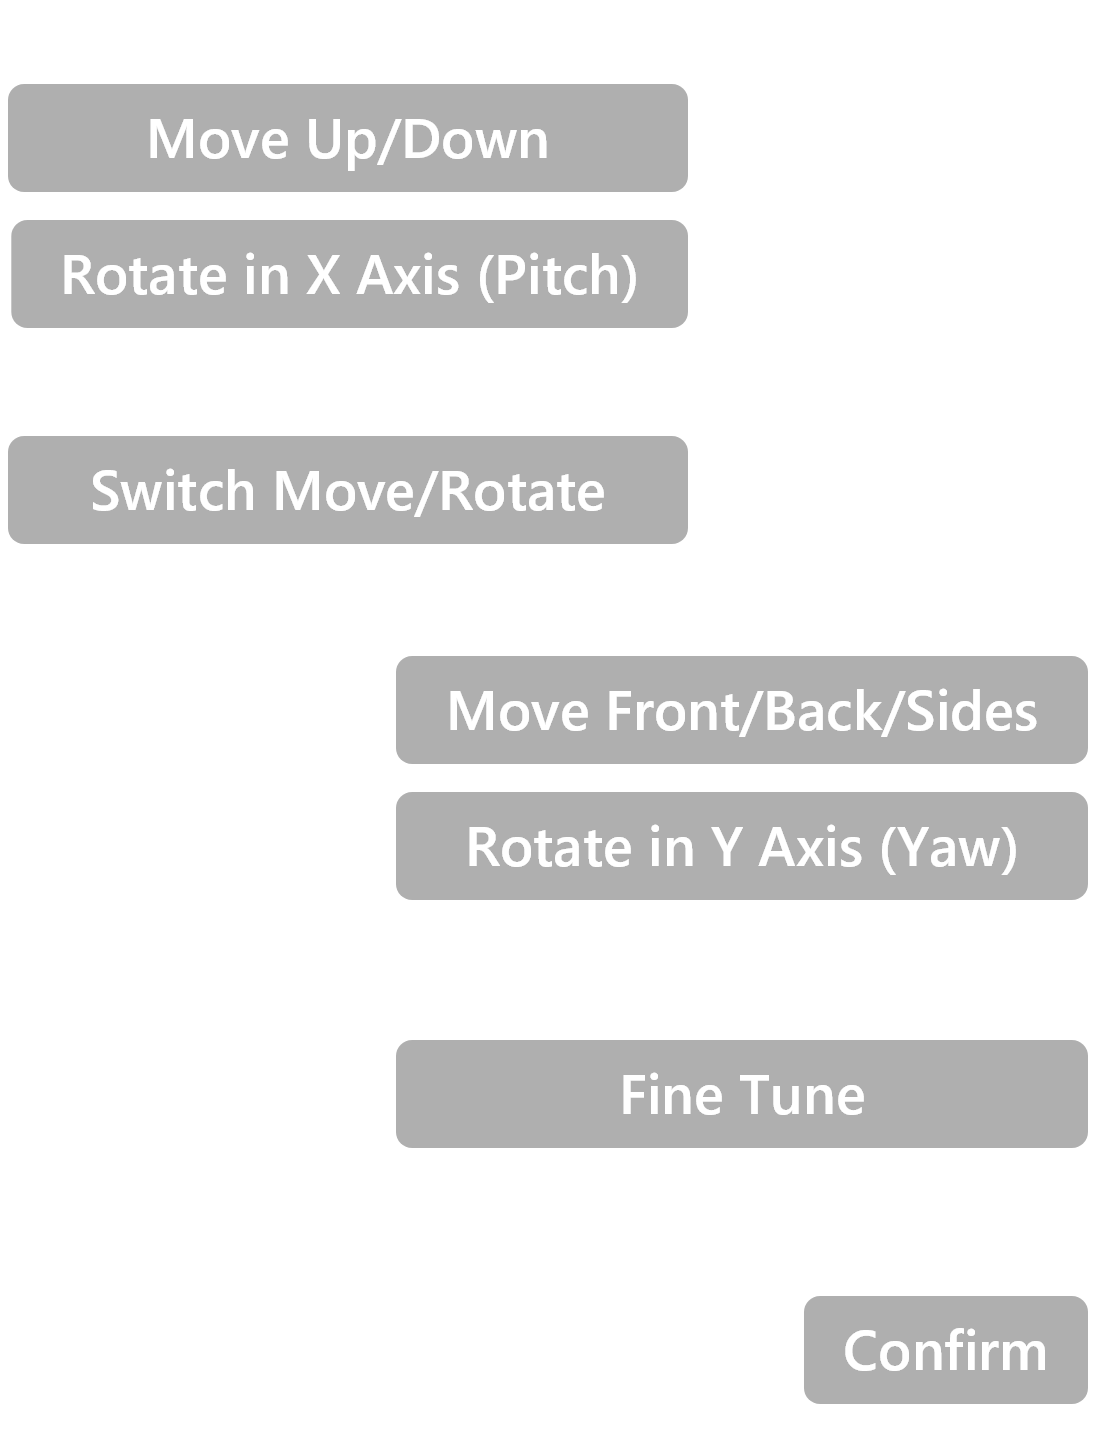 Move Up/Down
Rotate in X Axis (Pitch)
Switch Move/Rotate
Move Front/Back/Sides
Rotate in Y Axis (Yaw)
Fine Tune
Confirm